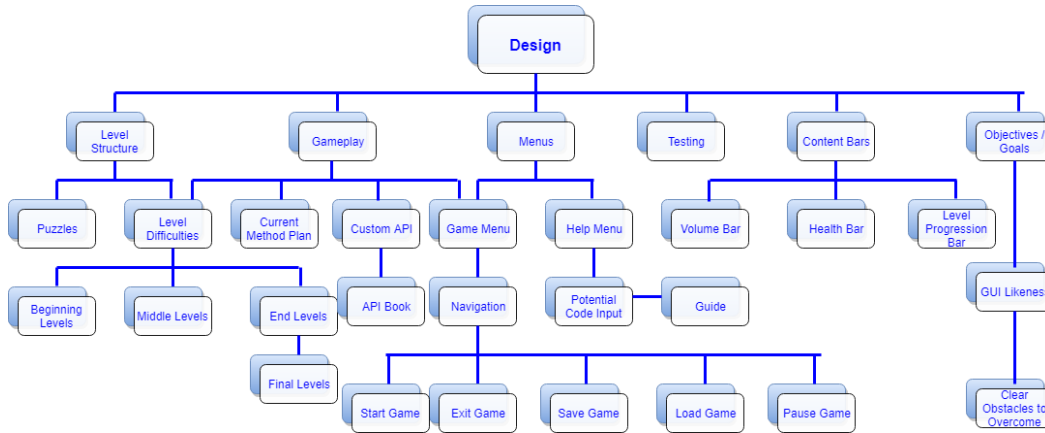 Design
Level
Structure
Gameplay
Menus
Testing
Content Bars
Objectives /
Goals
Puzzles
Level
Difficulties
Current
Method Plan
Custom API
Game Menu
Help Menu
Volume Bar
Health Bar
Level
Progression
Bar
Beginning
Levels
Middle Levels
End Levels
API Book
Navigation
Potential
Code Input
Guide
GUI Likeness
Final Levels
Start Game
Exit Game
Save Game
Load Game
Pause Game
Clear
Obstacles to
Overcome